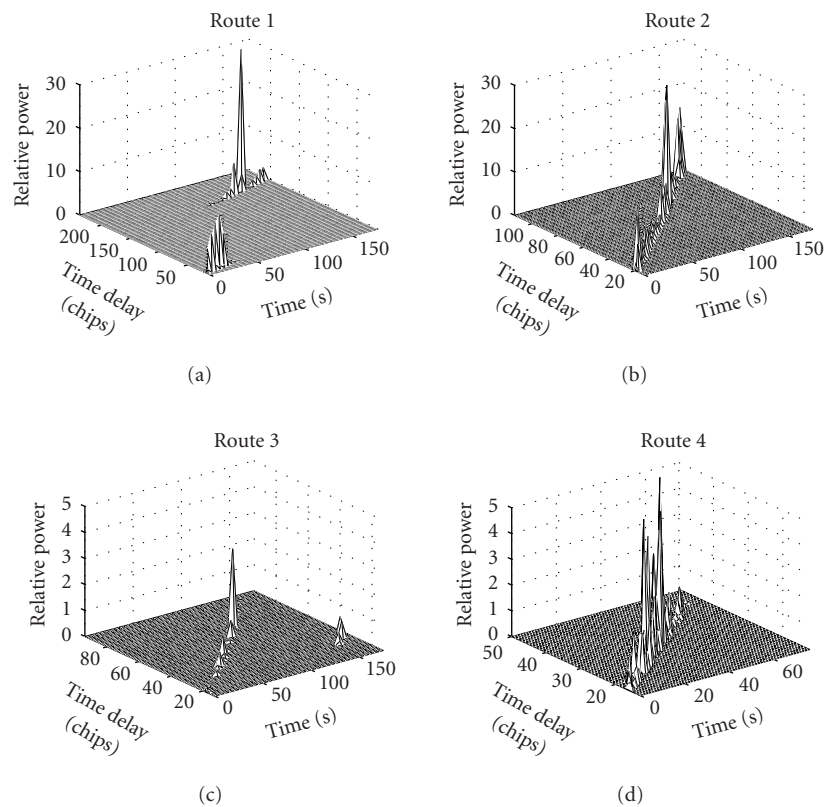 Route 1
Relative power
30
20
10
0
200
150
100
50
Time delay
(chips)
0
50
100
150
Time (s)
(a)
Route 2
Relative power
30
20
10
0
100
80
60
40
20
Time delay
(chips)
0
50
100
150
Time (s)
(b)
Route 3
Relative power
5
4
3
2
1
0
80
60
40
20
Time delay
(chips)
0
50
100
150
Time (s)
(c)
Route 4
Relative power
5
4
3
2
1
0
50
40
30
20
Time delay
(chips)
0
20
40
60
Time (s)
(d)